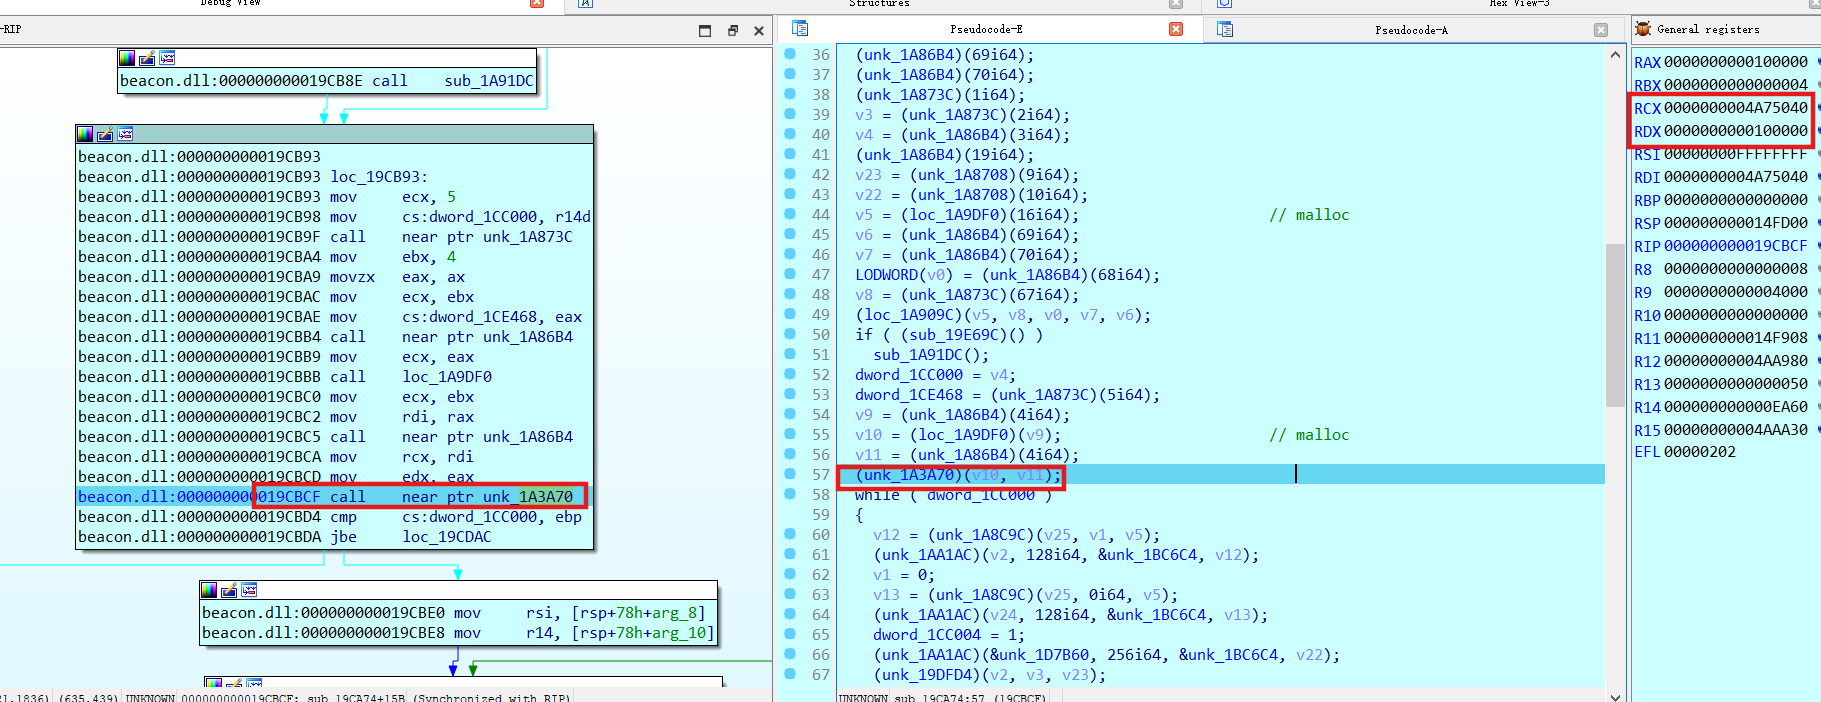 Debug View
Structures
Hex View-3
-RIP
Pseudocode-E
Pseudocode-A
General registers
beacon.dll:000000000019CB8E call sub_1A91DC
beacon.dll:000000000019CB93
beacon.dll:000000000019CB93 loc_19CB93:
beacon.dll:000000000019CB93 mov ecx, 5
beacon.dll:000000000019CB98 mov cs:dword_1CC000, r14d
beacon.dll:000000000019CB9F call near ptr unk_1A873C
beacon.dll:000000000019CBA4 mov ebx, 4
beacon.dll:000000000019CBA9 movzx eax, ax
beacon.dll:000000000019CBAC mov ecx, ebx
beacon.dll:000000000019CBAE mov cs:dword_1CE468, eax
beacon.dll:000000000019CBB4 call near ptr unk_1A86B4
beacon.dll:000000000019CBB9 mov ecx, eax
beacon.dll:000000000019CBBB call loc_1A9DF0
beacon.dll:000000000019CBC0 mov ecx, ebx
beacon.dll:000000000019CBC2 mov rdi, rax
beacon.dll:000000000019CBC5 call near ptr unk_1A86B4
beacon.dll:000000000019CBCA mov rcx, rdi
beacon.dll:000000000019CBCD mov edx, eax
beacon.dll:000000000019CBCF call near ptr unk_1A3A70
beacon.dll:000000000019CBD4 cmp cs:dword_1CC000, ebp
beacon.dll:000000000019CBDA jbe loc_19CDAC
beacon.dll:000000000019CBE0 mov rsi, [rsp+78h+arg_8]
beacon.dll:000000000019CBE8 mov r14, [rsp+78h+arg_10]
21,1836) (635,439) UNKNOWN 000000000019CBCF: sub_19CA74+15B (Synchronized with RIP)
36 (unk_1A86B4)(69i64);
37 (unk_1A86B4)(70i64);
38 (unk_1A873C)(1i64);
39 v3 = (unk_1A873C)(2i64);
40 v4 = (unk_1A86B4)(3i64);
41 (unk_1A86B4)(19i64);
42 v23 = (unk_1A8708)(9i64);
43 v22 = (unk_1A8708)(10i64);
44 v5 = (loc_1A9DF0)(16i64); // malloc
45 v6 = (unk_1A86B4)(69i64);
46 v7 = (unk_1A86B4)(70i64);
47 LODWORD(v0) = (unk_1A86B4)(68i64);
48 v8 = (unk_1A873C)(67i64);
49 (loc_1A909C)(v5, v8, v0, v7, v6);
50 if ( (sub_19E69C)() )
51 sub_1A91DC();
52 dword_1CC000 = v4;
53 dword_1CE468 = (unk_1A873C)(5i64);
54 v9 = (unk_1A86B4)(4i64);
55 v10 = (loc_1A9DF0)(v9); // malloc
56 v11 = (unk_1A86B4)(4i64);
57 (unk_1A3A70)(v10, v11);
58 while ( dword_1CC000 )
59 {
60 v12 = (unk_1A8C9C)(v25, v1, v5);
61 (unk_1AA1AC)(v2, 128i64, &unk_1BC6C4, v12);
62 v1 = 0;
63 v13 = (unk_1A8C9C)(v25, 0i64, v5);
64 (unk_1AA1AC)(v24, 128i64, &unk_1BC6C4, v13);
65 dword_1CC004 = 1;
66 (unk_1AA1AC)(&unk_1D7B60, 256i64, &unk_1BC6C4, v22);
67 (unk_19DFD4)(v2, v3, v23);
UNKNOWN sub_19CA74:57 (19CBCF)
RAX 0000000000100000
RBX 0000000000000004
RCX 0000000004A75040
RDX 0000000000100000
RSI 00000000FFFFFFFF
RDI 0000000004A75040
RBP 0000000000000000
RSP 000000000014FD00
RIP 000000000019CBCF
R8 0000000000000008
R9 0000000000004000
R10 0000000000000000
R11 000000000014F908
R12 00000000004AA980
R13 0000000000000050
R14 000000000000EA60
R15 00000000004AAA30
EFL 00000202